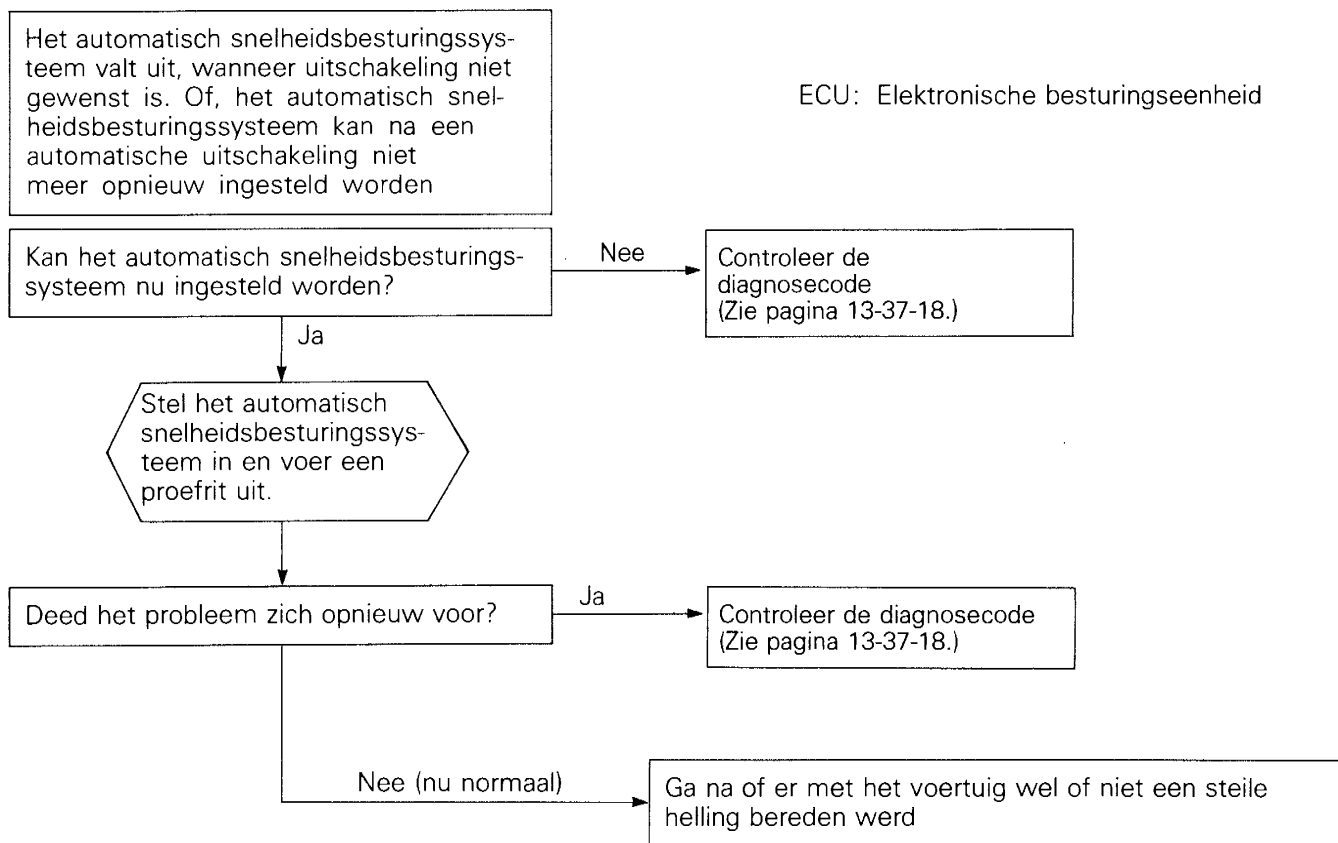 Het automatisch snelheidsbesturingssys-
teem valt uit, wanneer uitschakeling niet
gewenst is. Of, het automatisch snel-
heidsbesturingssysteem kan na een
automatische uitschakeling niet
meer opnieuw ingesteld worden
ECU: Elektronische besturingseenheid
Kan het automatisch snelheidsbesturings-
systeem nu ingesteld worden?
Nee
Controleer de
diagnosecode
(Zie pagina 13-37-18.)
Ja
Stel het automatisch
snelheidsbesturingssys-
teem in en voer een
proefrit uit.
Deed het probleem zich opnieuw voor?
Ja
Controleer de diagnosecode
(Zie pagina 13-37-18.)
Nee (nu normaal)
Ga na of er met het voertuig wel of niet een steile
helling bereden werd